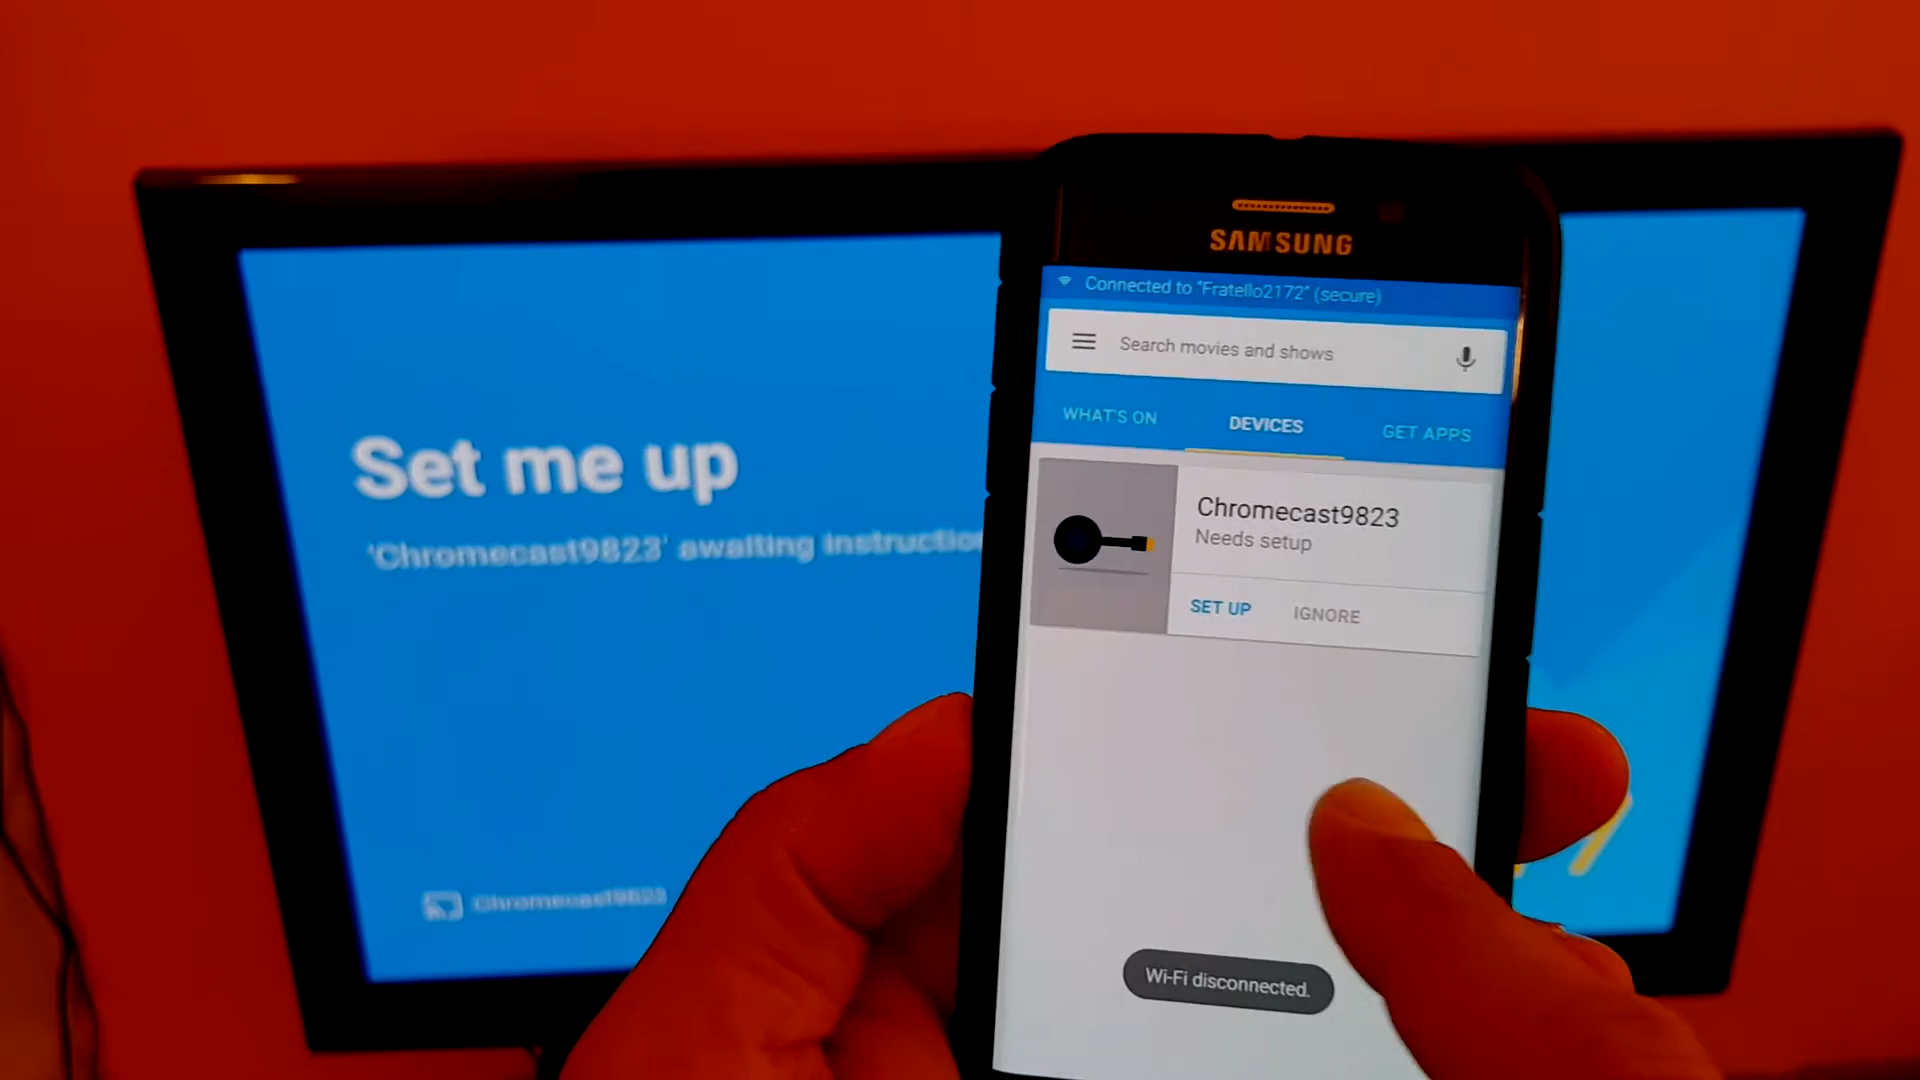 Set me up
'Chromecast9823' awaiting
Chromecast9823
SAMSUNG
Connected to "Fratello2172" (secure)
Search movies and shows
WHAT'S ON
DEVICES
GET APPS
Chromecast9823
Needs setup
SET UP
IGNORE
Wi-Fi disconnected.